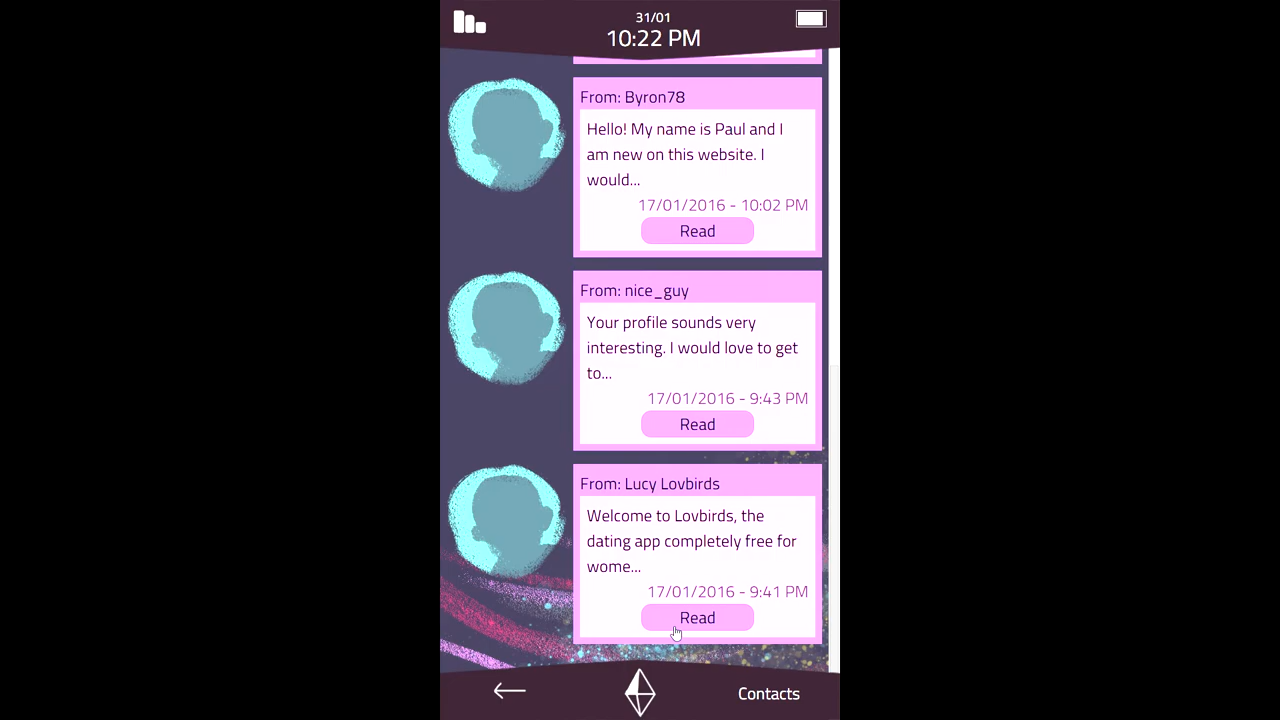 31/01
10:22 PM
From: Byron78
Hello! My name is Paul and I
am new on this website. I
would...
17/01/2016 - 10:02 PM
Read
From: nice_guy
Your profile sounds very
interesting. I would love to get
to...
17/01/2016 - 9:43 PM
Read
From: Lucy Lovbirds
Welcome to Lovbirds, the
dating app completely free for
wome...
17/01/2016 - 9:41 PM
Read
Contacts